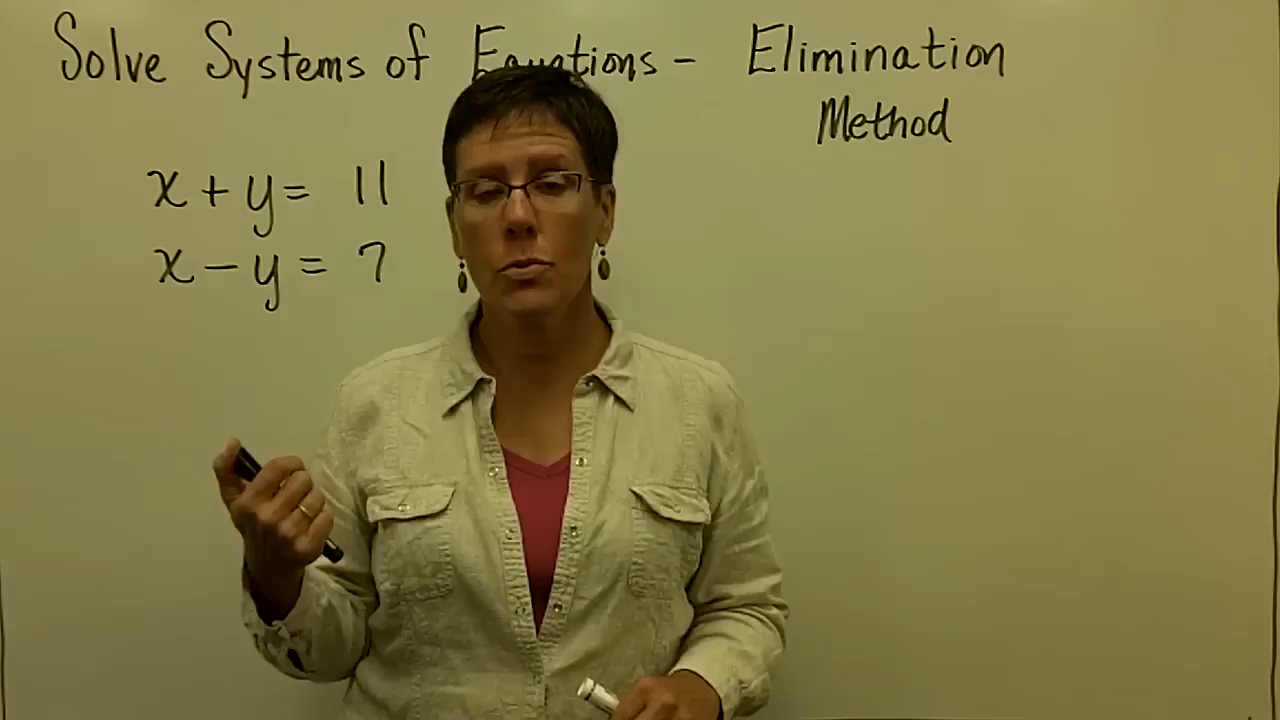 Solve Systems of Equations - Elimination
Method
x + y = 11
x - y = 7